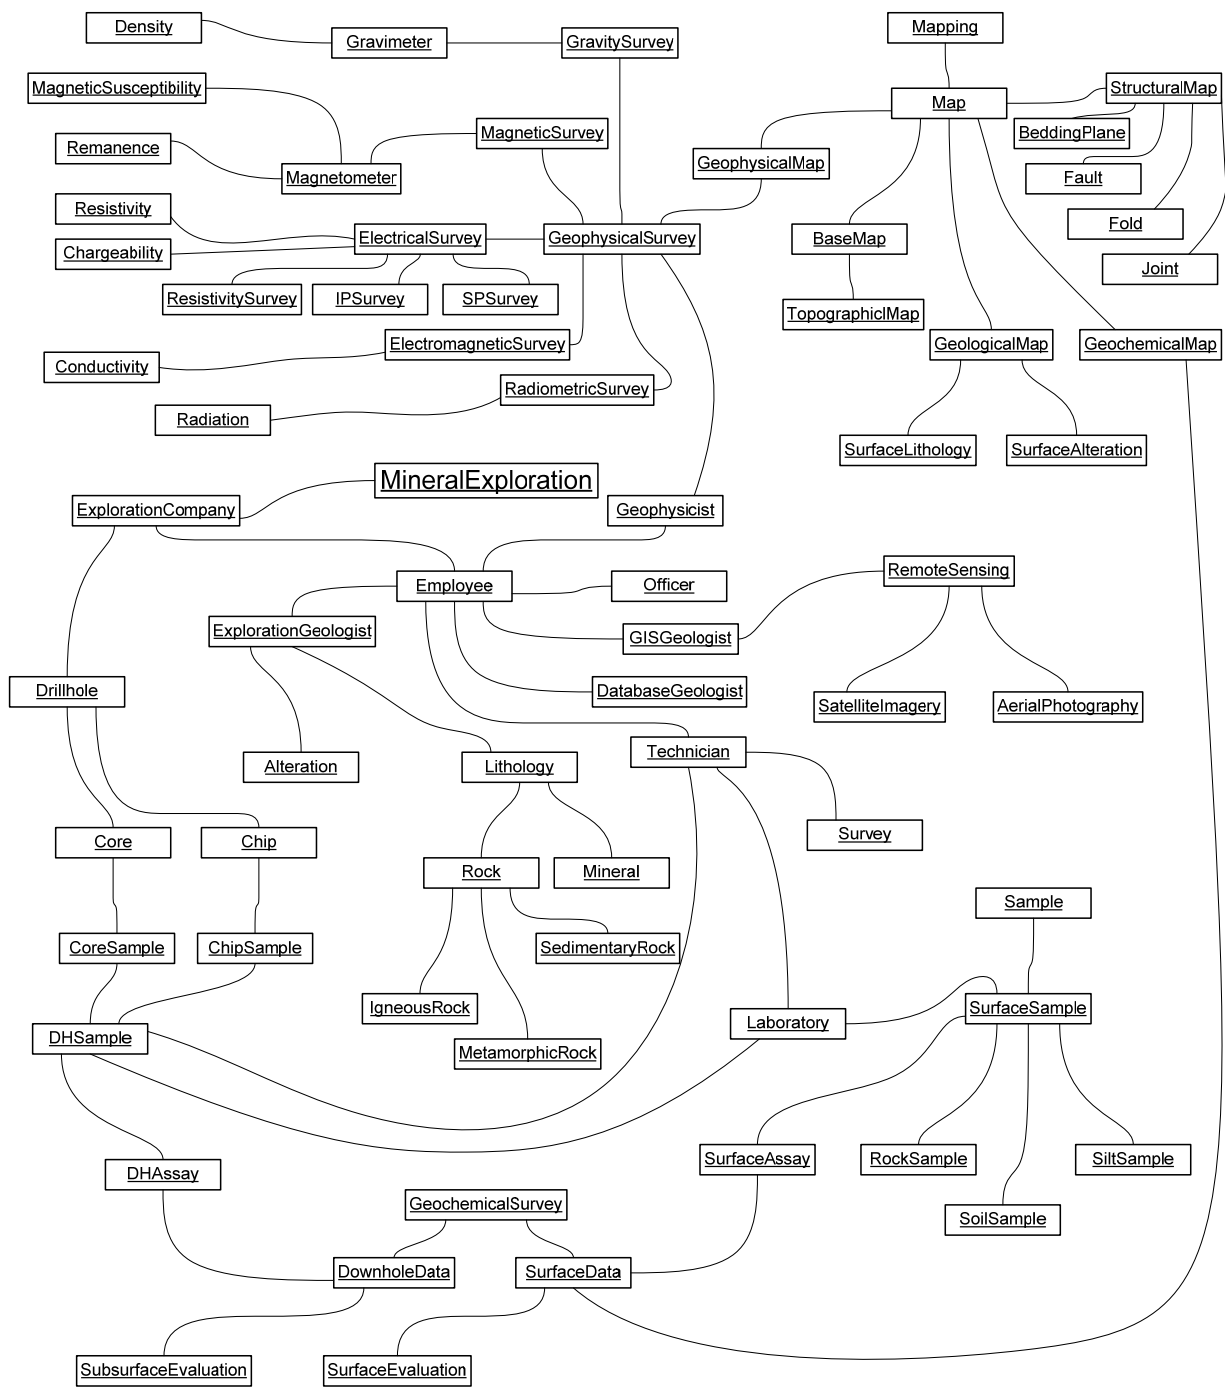 Density
Gravimeter
GravitySurvey
Mapping
MagneticSusceptibility
Map
StructuralMap
Remanence
MagneticSurvey
BeddingPlane
Magnetometer
GeophysicalMap
Fault
Resistivity
Fold
Chargeability
ElectricalSurvey
GeophysicalSurvey
BaseMap
Joint
ResistivitySurvey
IPSurvey
SPSurvey
TopographiclMap
ElectromagneticSurvey
GeologicalMap
GeochemicalMap
Conductivity
RadiometricSurvey
Radiation
SurfaceLithology
SurfaceAlteration
MineralExploration
ExplorationCompany
Geophysicist
RemoteSensing
Employee
Officer
ExplorationGeologist
GISGeologist
Drillhole
DatabaseGeologist
SatelliteImagery
AerialPhotography
Alteration
Lithology
Technician
Core
Chip
Survey
Rock
Mineral
Sample
CoreSample
ChipSample
SedimentaryRock
IgneousRock
SurfaceSample
DHSample
MetamorphicRock
Laboratory
DHAssay
SurfaceAssay
RockSample
SiltSample
GeochemicalSurvey
SoilSample
DownholeData
SurfaceData
SubsurfaceEvaluation
SurfaceEvaluation